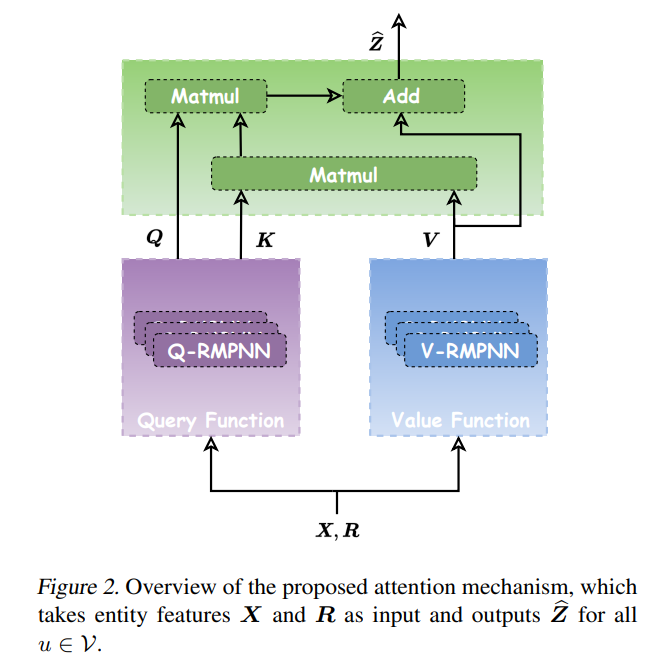 Ẑ
Matmul
Add
Matmul
Q
K
V
Q-RMPNN
V-RMPNN
Query Function
Value Function
X, R
Figure 2. Overview of the proposed attention mechanism, which
takes entity features X and R as input and outputs Ẑ for all
u ∈ 𝒱.